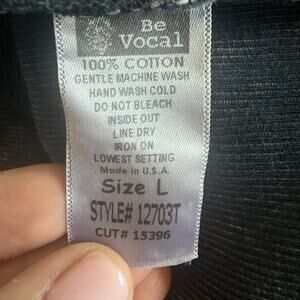 Be
Vocal
100% COTTON
GENTLE MACHINE WASH
HAND WASH COLD
DO NOT BLEACH
INSIDE OUT
LINE DRY
IRON ON
LOWEST SETTING
Made in U.S.A.
Size L
STYLE# 12703T
CUT# 15396